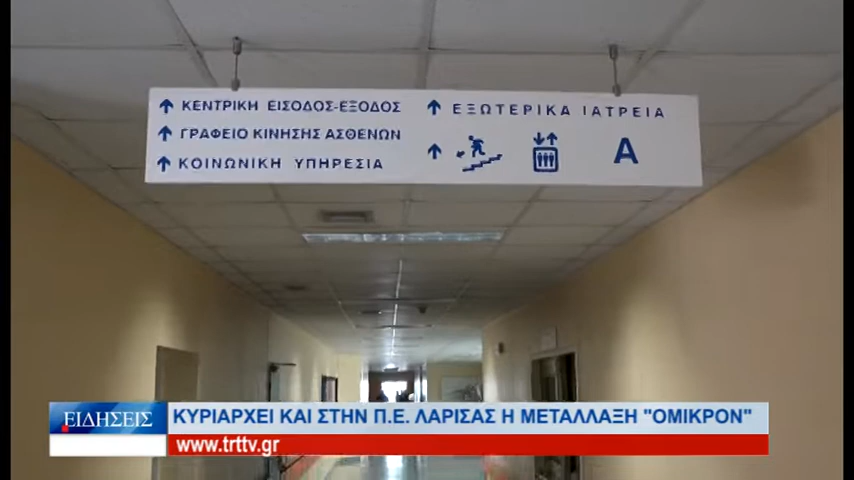 ΚΕΝΤΡΙΚΗ ΕΙΣΟΔΟΣ-ΕΞΟΔΟΣ
ΓΡΑΦΕΙΟ ΚΙΝΗΣΗΣ ΑΣΘΕΝΩΝ
ΚΟΙΝΩΝΙΚΗ ΥΠΗΡΕΣΙΑ
ΕΞΩΤΕΡΙΚΑ ΙΑΤΡΕΙΑ
Α
ΕΙΔΗΣΕΙΣ
ΚΥΡΙΑΡΧΕΙ ΚΑΙ ΣΤΗΝ Π.Ε. ΛΑΡΙΣΑΣ Η ΜΕΤΑΛΛΑΞΗ "ΟΜΙΚΡΟΝ"
www.trttv.gr